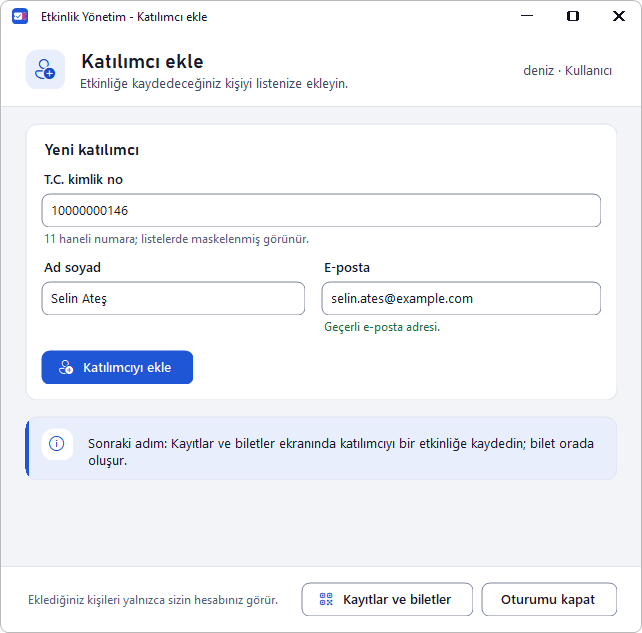 Etkinlik Yönetim - Katılımcı ekle
Katılımcı ekle
Etkinliğe kaydedeceğiniz kişiyi listenize ekleyin.
deniz · Kullanıcı
Yeni katılımcı
T.C. kimlik no
10000000146
11 haneli numara; listelerde maskelenmiş görünür.
Ad soyad
E-posta
Selin Ateş
selin.ates@example.com
Geçerli e-posta adresi.
Katılımcıyı ekle
Sonraki adım: Kayıtlar ve biletler ekranında katılımcıyı bir etkinliğe kaydedin; bilet orada
oluşur.
Eklediğiniz kişileri yalnızca sizin hesabınız görür.
Kayıtlar ve biletler
Oturumu kapat